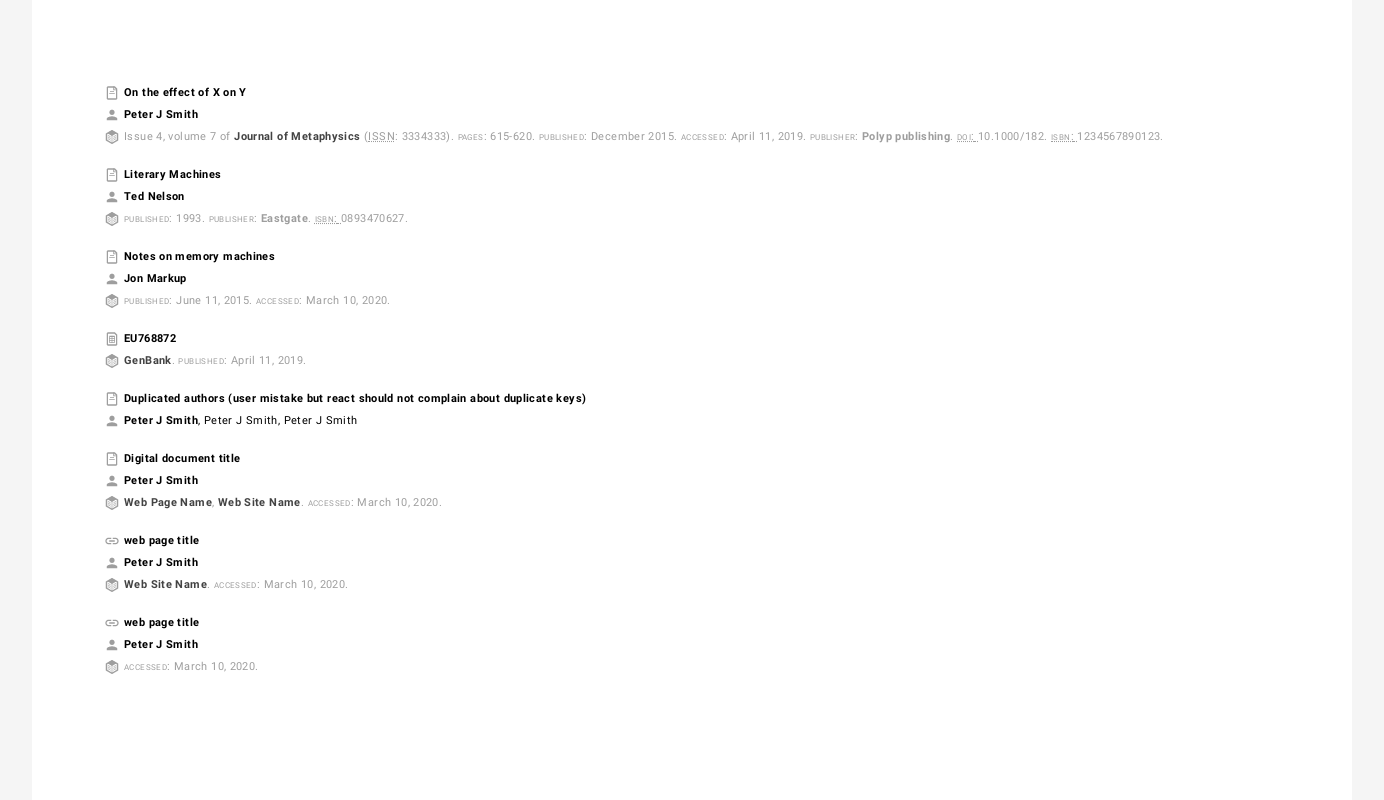 On the effect of X on Y
Peter J Smith
Issue 4, volume 7 of Journal of Metaphysics (ISSN: 3334333). PAGES: 615-620. PUBLISHED: December 2015. ACCESSED: April 11, 2019. PUBLISHER: Polyp publishing. DOI: 10.1000/182. ISBN: 1234567890123.
Literary Machines
Ted Nelson
PUBLISHED: 1993. PUBLISHER: Eastgate. ISBN: 0893470627.
Notes on memory machines
Jon Markup
PUBLISHED: June 11, 2015. ACCESSED: March 10, 2020.
EU768872
GenBank. PUBLISHED: April 11, 2019.
Duplicated authors (user mistake but react should not complain about duplicate keys)
Peter J Smith, Peter J Smith, Peter J Smith
Digital document title
Peter J Smith
Web Page Name, Web Site Name. ACCESSED: March 10, 2020.
web page title
Peter J Smith
Web Site Name. ACCESSED: March 10, 2020.
web page title
Peter J Smith
ACCESSED: March 10, 2020.